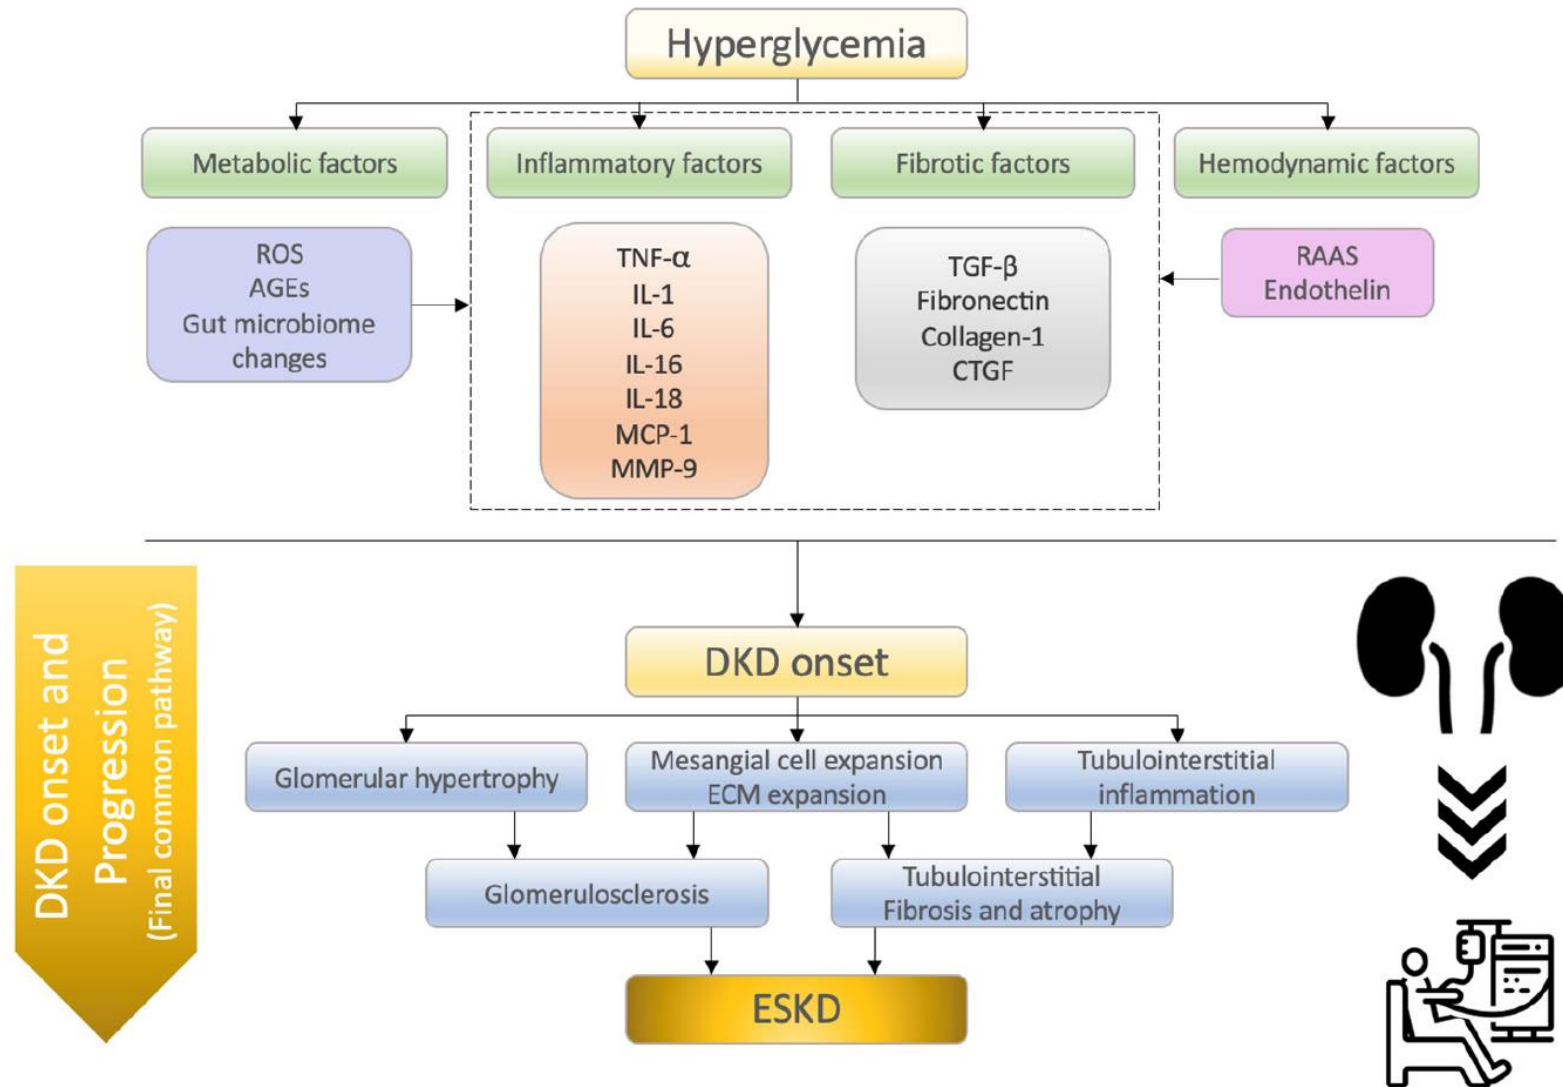 Hyperglycemia
Metabolic factors
Inflammatory factors
Fibrotic factors
Hemodynamic factors
ROS
AGEs
Gut microbiome
changes
TNF-α
IL-1
IL-6
IL-16
IL-18
MCP-1
MMP-9
TGF-β
Fibronectin
Collagen-1
CTGF
RAAS
Endothelin
DKD onset and
Progression
(Final common pathway)
DKD onset
Glomerular hypertrophy
Mesangial cell expansion
ECM expansion
Tubulointerstitial
inflammation
Glomerulosclerosis
Tubulointerstitial
Fibrosis and atrophy
ESKD